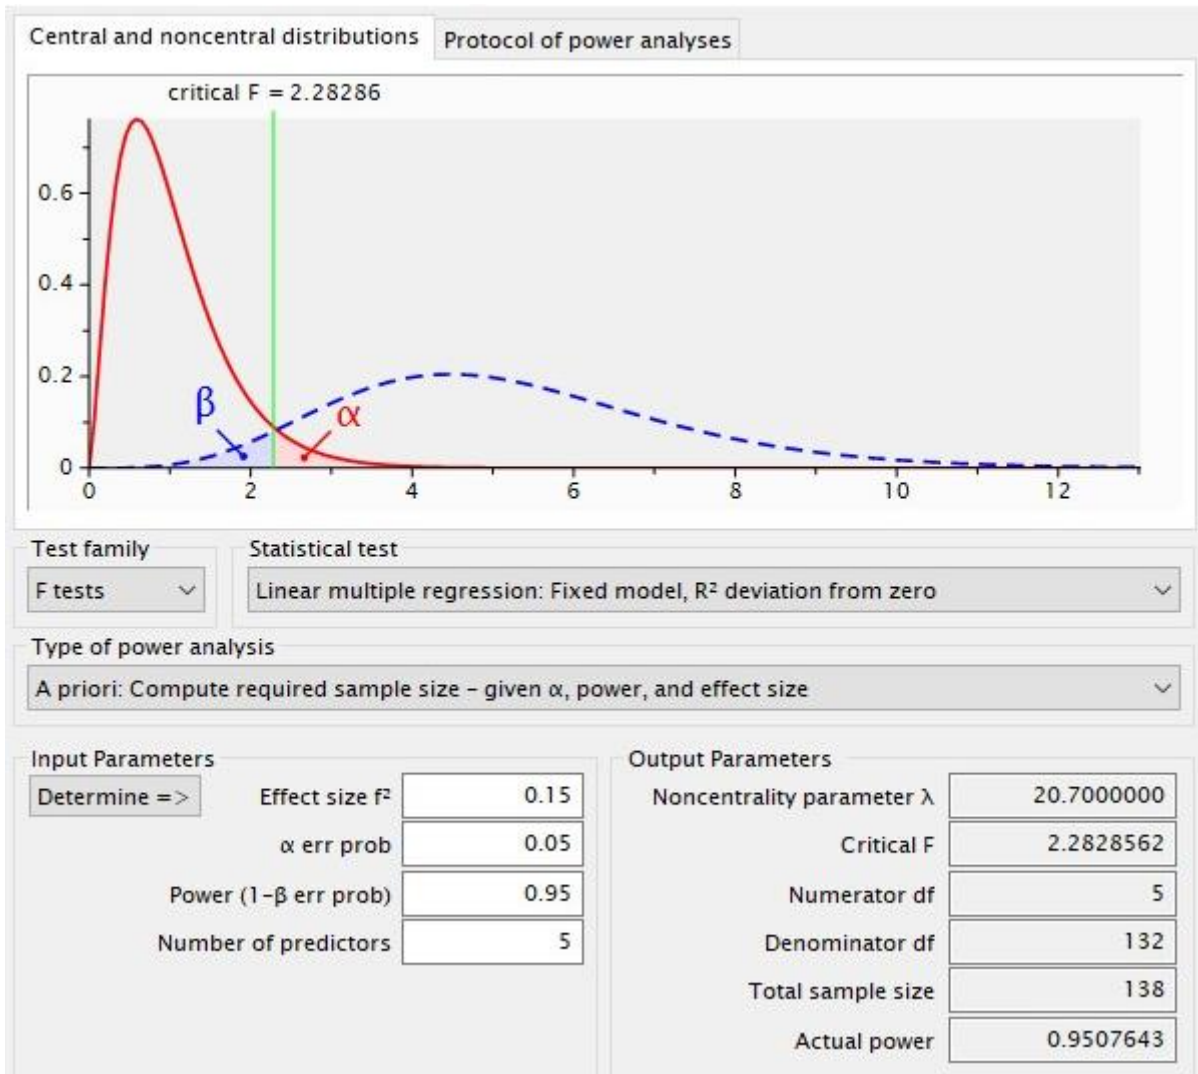 Central and noncentral distributions
Protocol of power analyses
critical F = 2.28286
0.6
0.4
0.2
0
β
α
0 2 4 6 8 10 12
Test family
F tests
Statistical test
Linear multiple regression: Fixed model, R² deviation from zero
Type of power analysis
A priori: Compute required sample size – given α, power, and effect size
Input Parameters
Determine =>
Effect size f² 0.15
α err prob 0.05
Power (1-β err prob) 0.95
Number of predictors 5
Output Parameters
Noncentrality parameter λ 20.7000000
Critical F 2.2828562
Numerator df 5
Denominator df 132
Total sample size 138
Actual power 0.9507643